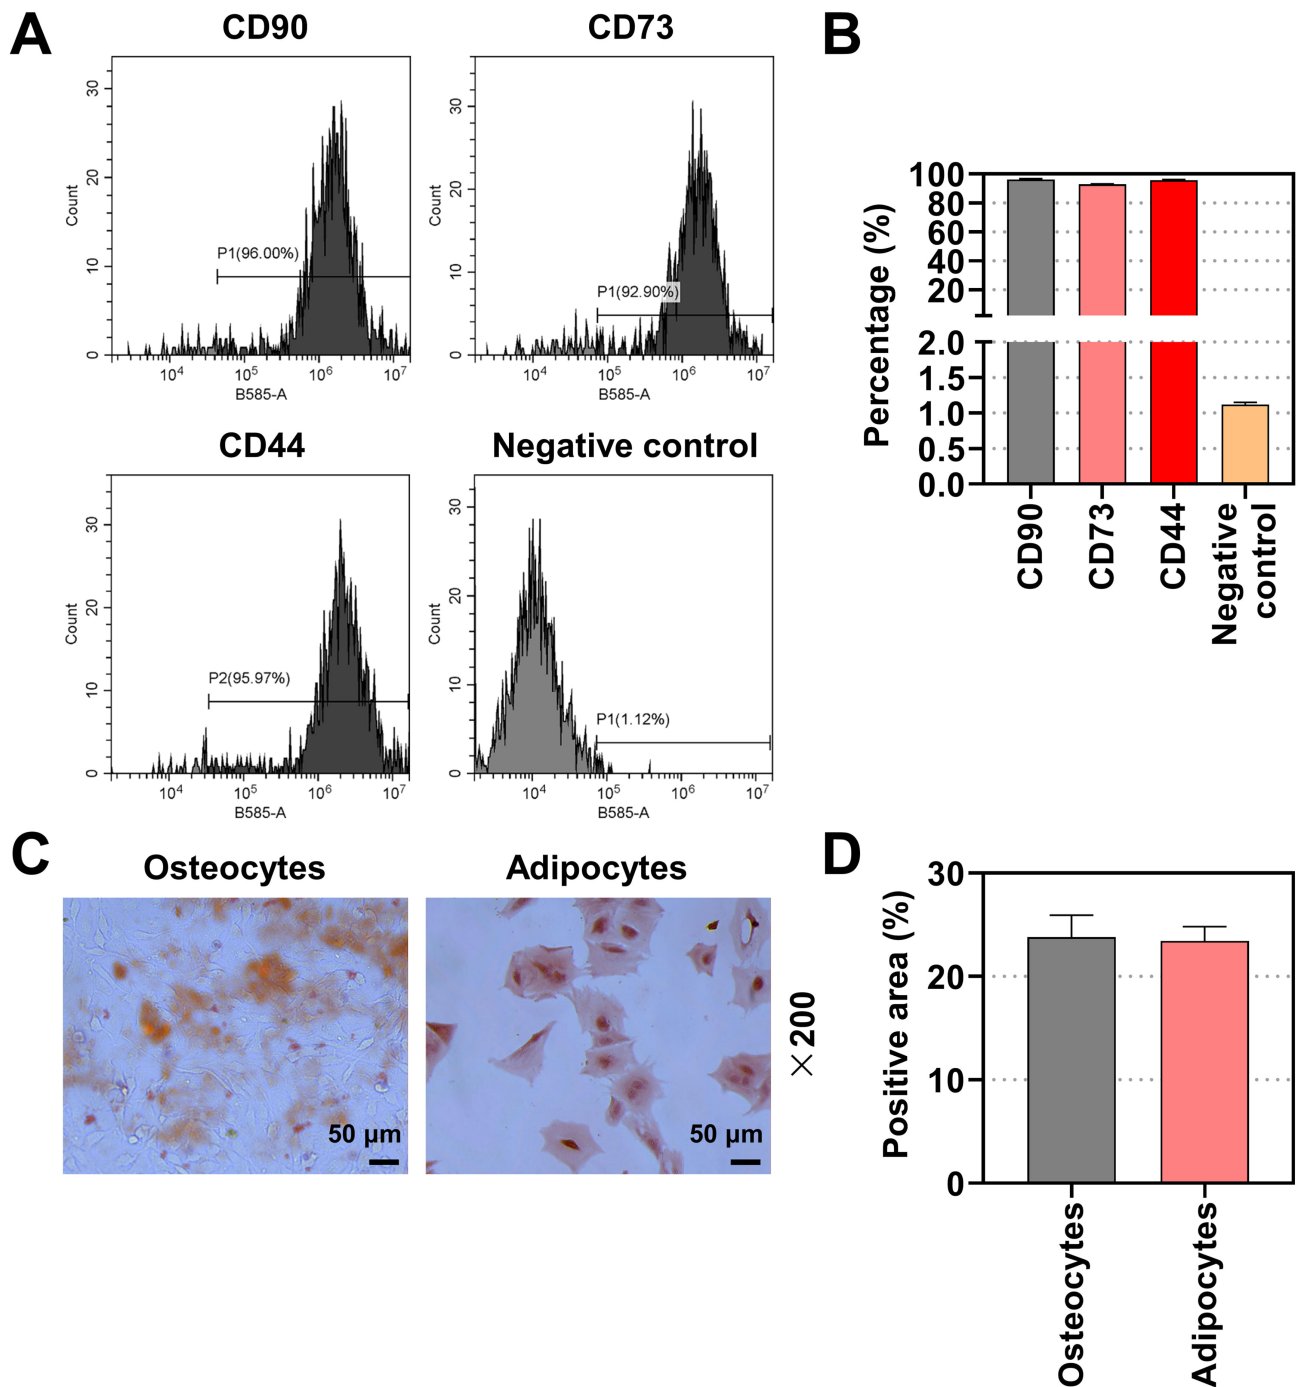 A
CD90
CD73
30
20
10
0
Count
P1(96.00%)
10⁴ 10⁵ 10⁶ 10⁷
B585-A
30
20
10
0
Count
P1(92.90%)
10⁴ 10⁵ 10⁶ 10⁷
B585-A
CD44
Negative control
30
20
10
0
Count
P2(95.97%)
10⁴ 10⁵ 10⁶ 10⁷
B585-A
30
20
10
0
Count
P1(1.12%)
10⁴ 10⁵ 10⁶ 10⁷
B585-A
B
Percentage (%)
100
80
60
40
20
2.0
1.5
1.0
0.5
0.0
CD90
CD73
CD44
Negative
control
C
Osteocytes
Adipocytes
50 μm
50 μm
×200
D
Positive area (%)
30
20
10
0
Osteocytes
Adipocytes